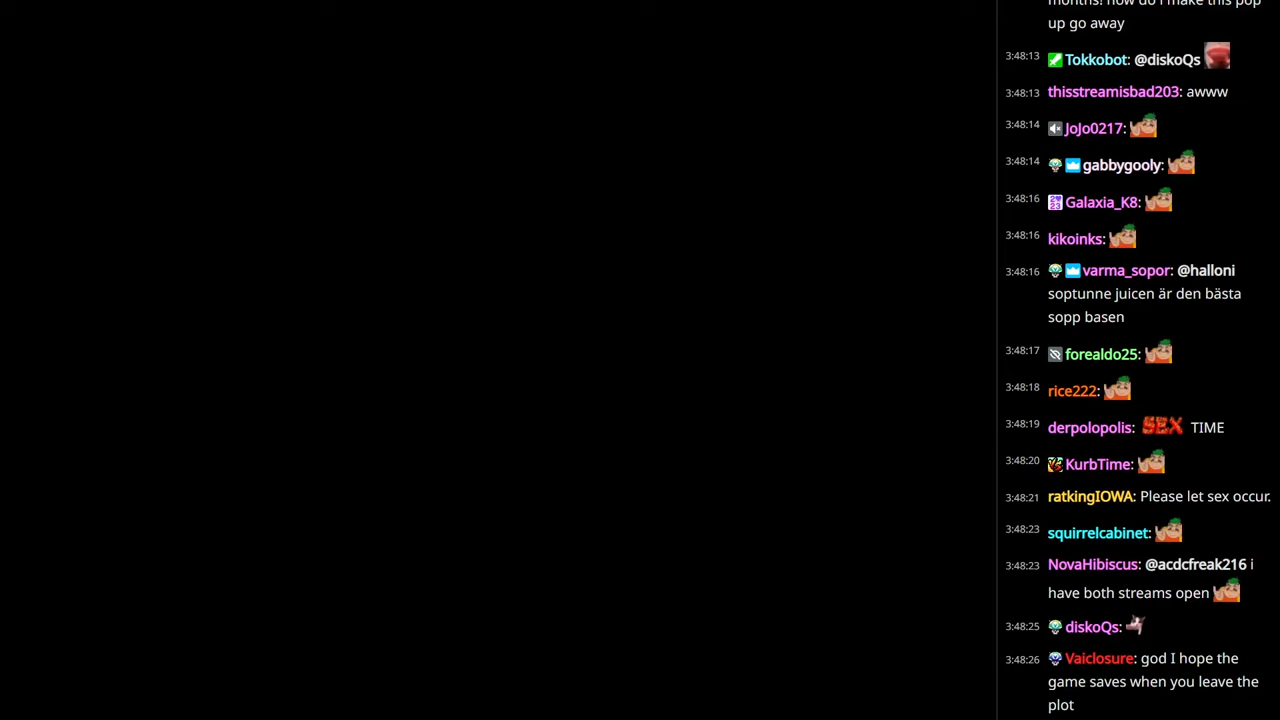 months! how do i make this pop
up go away
3:48:13 Tokkobot: @diskoQs
3:48:13 thisstreamisbad203: awww
3:48:14 JoJo0217:
3:48:14 gabbygooly:
3:48:16 Galaxia_K8:
3:48:16 kikoinks:
3:48:16 varma_sopor: @halloni
soptunne juicen är den bästa
sopp basen
3:48:17 forealdo25:
3:48:18 rice222:
3:48:19 derpolopolis: SEX TIME
3:48:20 KurbTime:
3:48:21 ratkingIOWA: Please let sex occur.
3:48:23 squirrelcabinet:
3:48:23 NovaHibiscus: @acdcfreak216 i
have both streams open
3:48:25 diskoQs:
3:48:26 Vaiclosure: god I hope the
game saves when you leave the
plot